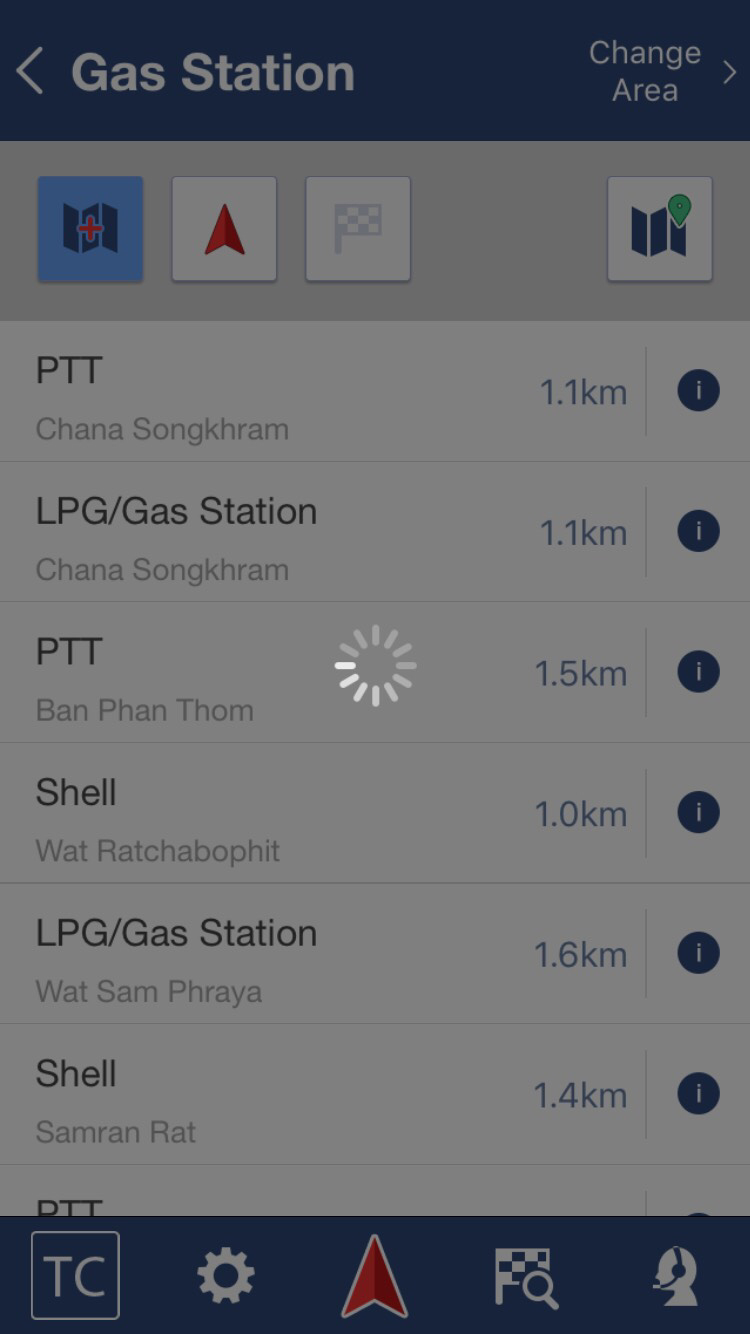 Gas Station
Change
Area
PTT
Chana Songkhram
1.1km
i
LPG/Gas Station
Chana Songkhram
1.1km
i
PTT
Ban Phan Thom
1.5km
i
Shell
Wat Ratchabophit
1.0km
i
LPG/Gas Station
Wat Sam Phraya
1.6km
i
Shell
Samran Rat
1.4km
i
PTT
TC